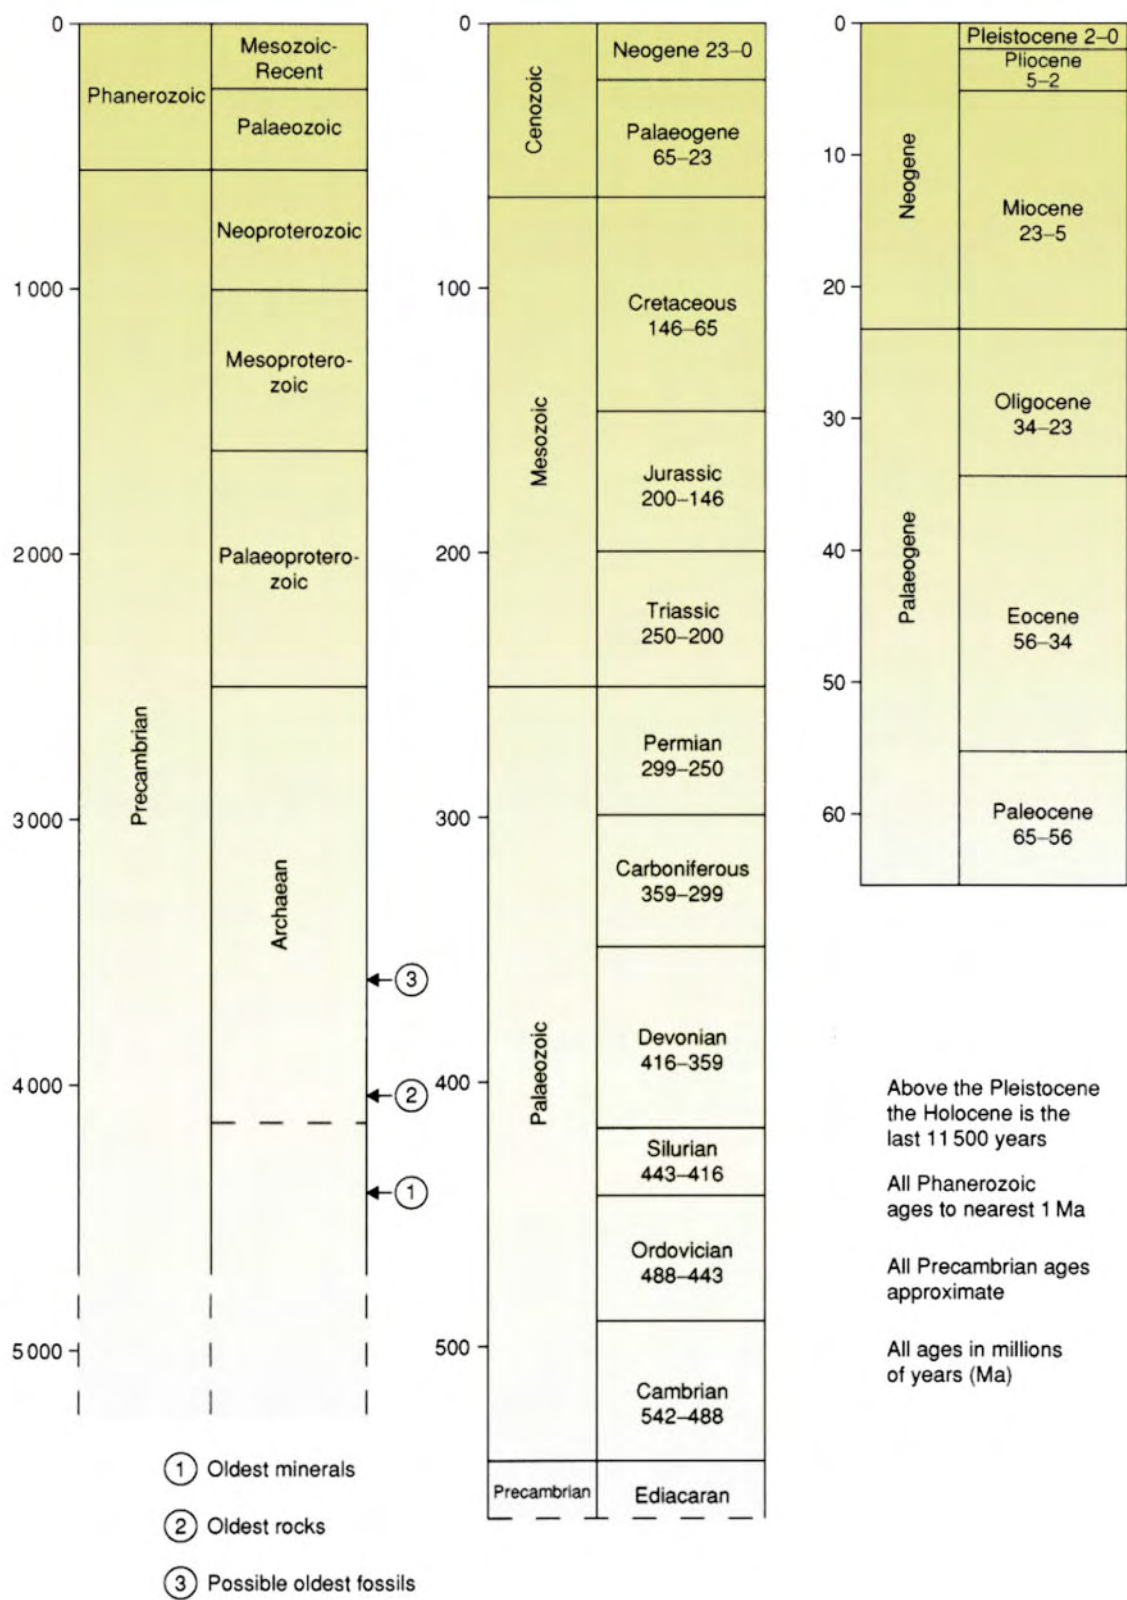 0
1 000
2 000
3 000
4 000
5 000
Phanerozoic
Precambrian
Mesozoic-
Recent
Palaeozoic
Neoproterozoic
Mesoprotero-
zoic
Palaeoprotero-
zoic
Archaean
3
2
1
1 Oldest minerals
2 Oldest rocks
3 Possible oldest fossils
0
100
200
300
400
500
Cenozoic
Mesozoic
Palaeozoic
Precambrian
Neogene 23–0
Palaeogene
65–23
Cretaceous
146–65
Jurassic
200–146
Triassic
250–200
Permian
299–250
Carboniferous
359–299
Devonian
416–359
Silurian
443–416
Ordovician
488–443
Cambrian
542–488
Ediacaran
0
10
20
30
40
50
60
Neogene
Palaeogene
Pleistocene 2–0
Pliocene
5–2
Miocene
23–5
Oligocene
34–23
Eocene
56–34
Paleocene
65–56
Above the Pleistocene
the Holocene is the
last 11 500 years
All Phanerozoic
ages to nearest 1 Ma
All Precambrian ages
approximate
All ages in millions
of years (Ma)